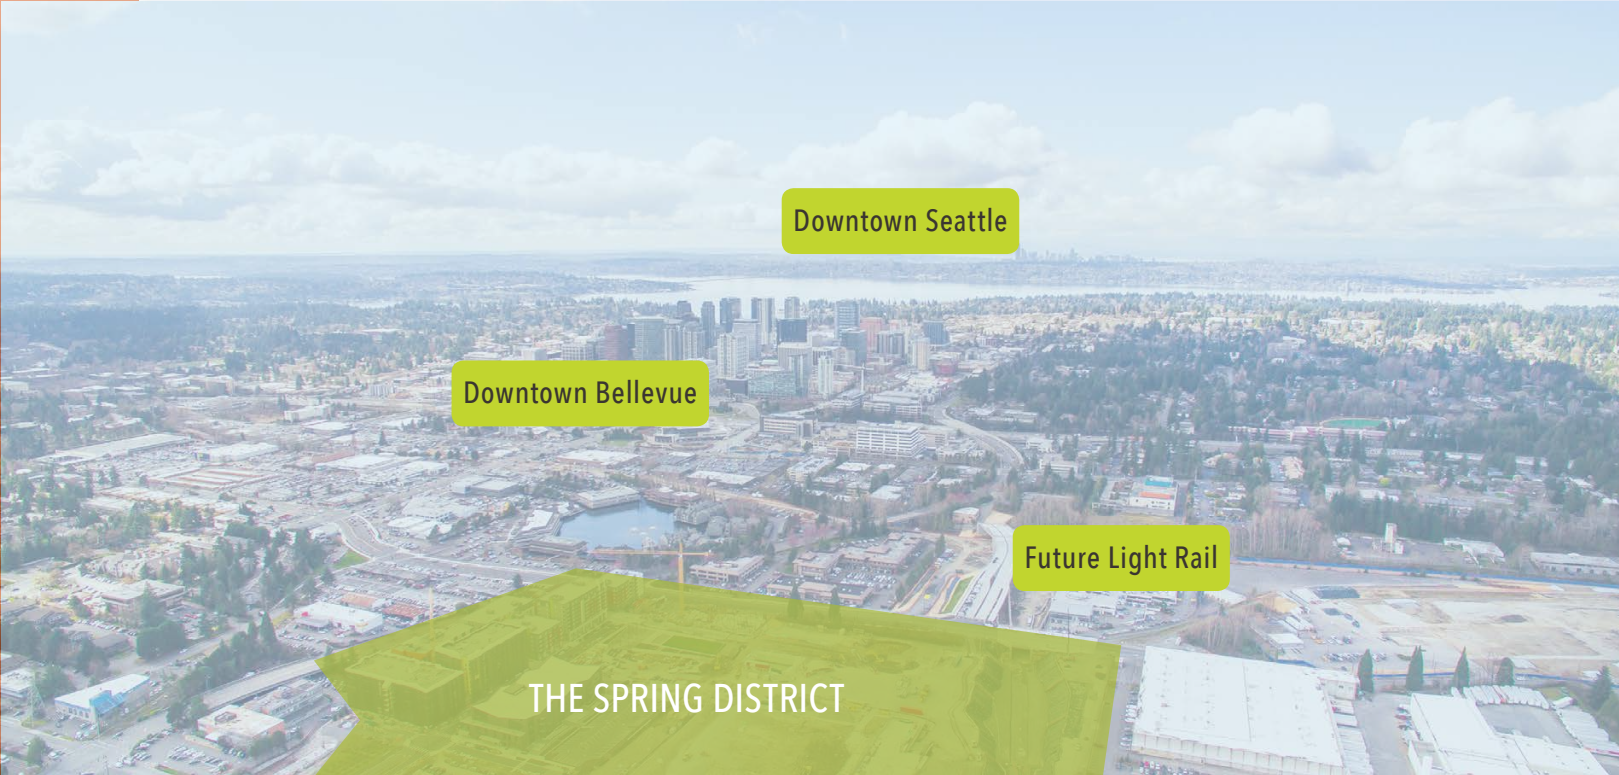 Downtown Seattle
Downtown Bellevue
Future Light Rail
THE SPRING DISTRICT